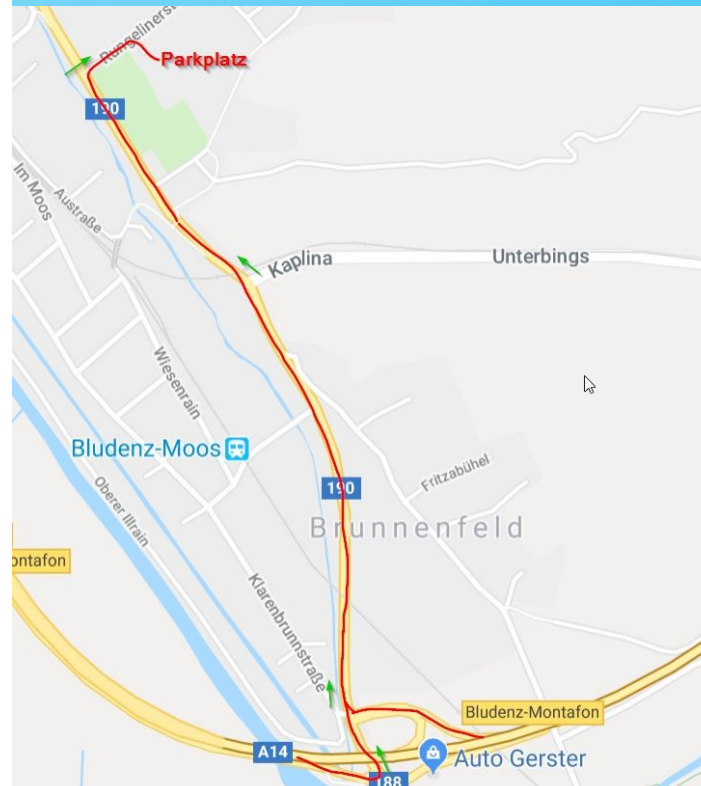 Rungelinerst
Parkplatz
190
Im Moos
Austraße
Kaplina
Unterbings
Wiesenrain
Bludenz-Moos
Oberer Illrain
190
Fritzabühel
Brunnenfeld
ontafon
Klarenbrunnstraße
Bludenz-Montafon
A14
Auto Gerster
188